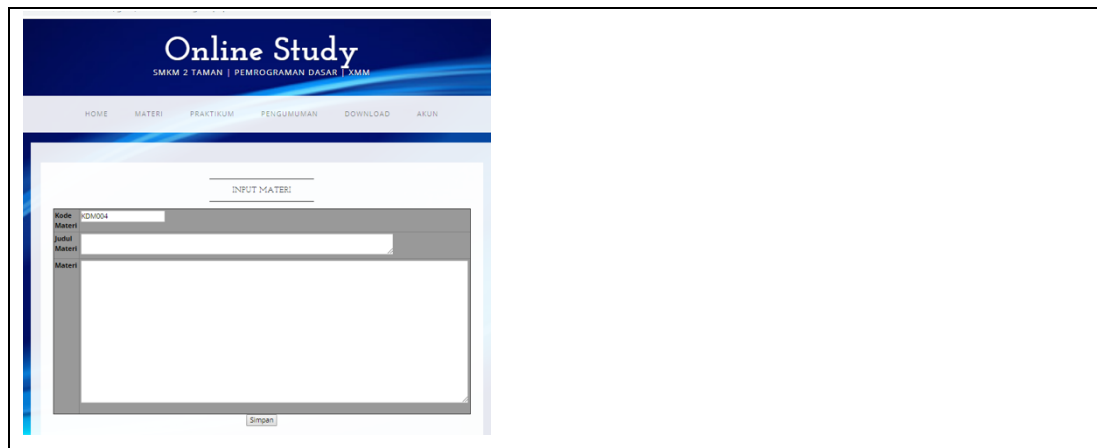 Online Study
SMKM 2 TAMAN | PEMROGRAMAN DASAR | XMM
HOME MATERI PRAKTIKUM PENGUMUMAN DOWNLOAD AKUN
INPUT MATERI
Kode Materi KDM004
Judul Materi
Materi
Simpan